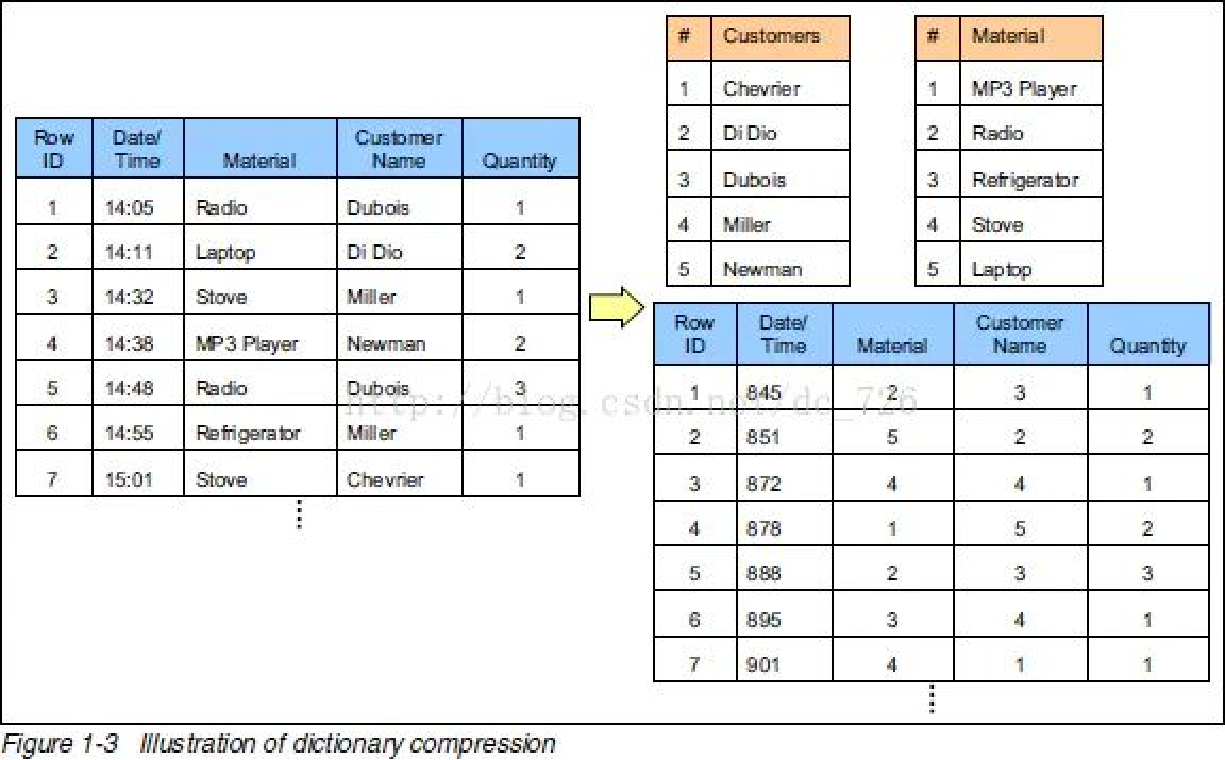 # Customers
1 Chevrier
2 Di Dio
3 Dubois
4 Miller
5 Newman
# Material
1 MP3 Player
2 Radio
3 Refrigerator
4 Stove
5 Laptop
Row ID Date/ Time Material Customer Name Quantity
1 14:05 Radio Dubois 1
2 14:11 Laptop Di Dio 2
3 14:32 Stove Miller 1
4 14:38 MP3 Player Newman 2
5 14:48 Radio Dubois 3
6 14:55 Refrigerator Miller 1
7 15:01 Stove Chevrier 1
Row ID Date/ Time Material Customer Name Quantity
1 845 2 3 1
2 851 5 2 2
3 872 4 4 1
4 878 1 5 2
5 888 2 3 3
6 895 3 4 1
7 901 4 1 1
http://blog.csdn.net/dc_726
Figure 1-3 Illustration of dictionary compression